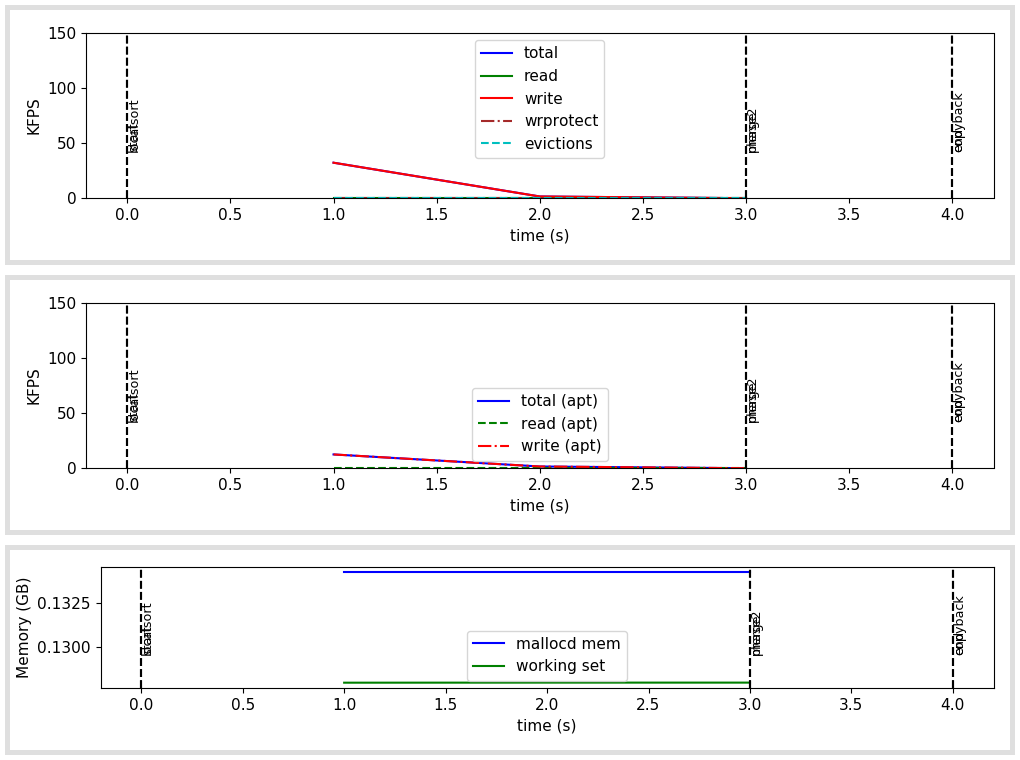 150
100
50
0
KFPS
total
read
write
wrprotect
evictions
copyback
0.0 0.5 1.0 1.5 2.0 2.5 3.0 3.5 4.0
time (s)
150
100
50
0
KFPS
total (apt)
read (apt)
write (apt)
copyback
0.0 0.5 1.0 1.5 2.0 2.5 3.0 3.5 4.0
time (s)
0.1325
0.1300
Memory (GB)
mallocd mem
working set
copyback
0.0 0.5 1.0 1.5 2.0 2.5 3.0 3.5 4.0
time (s)